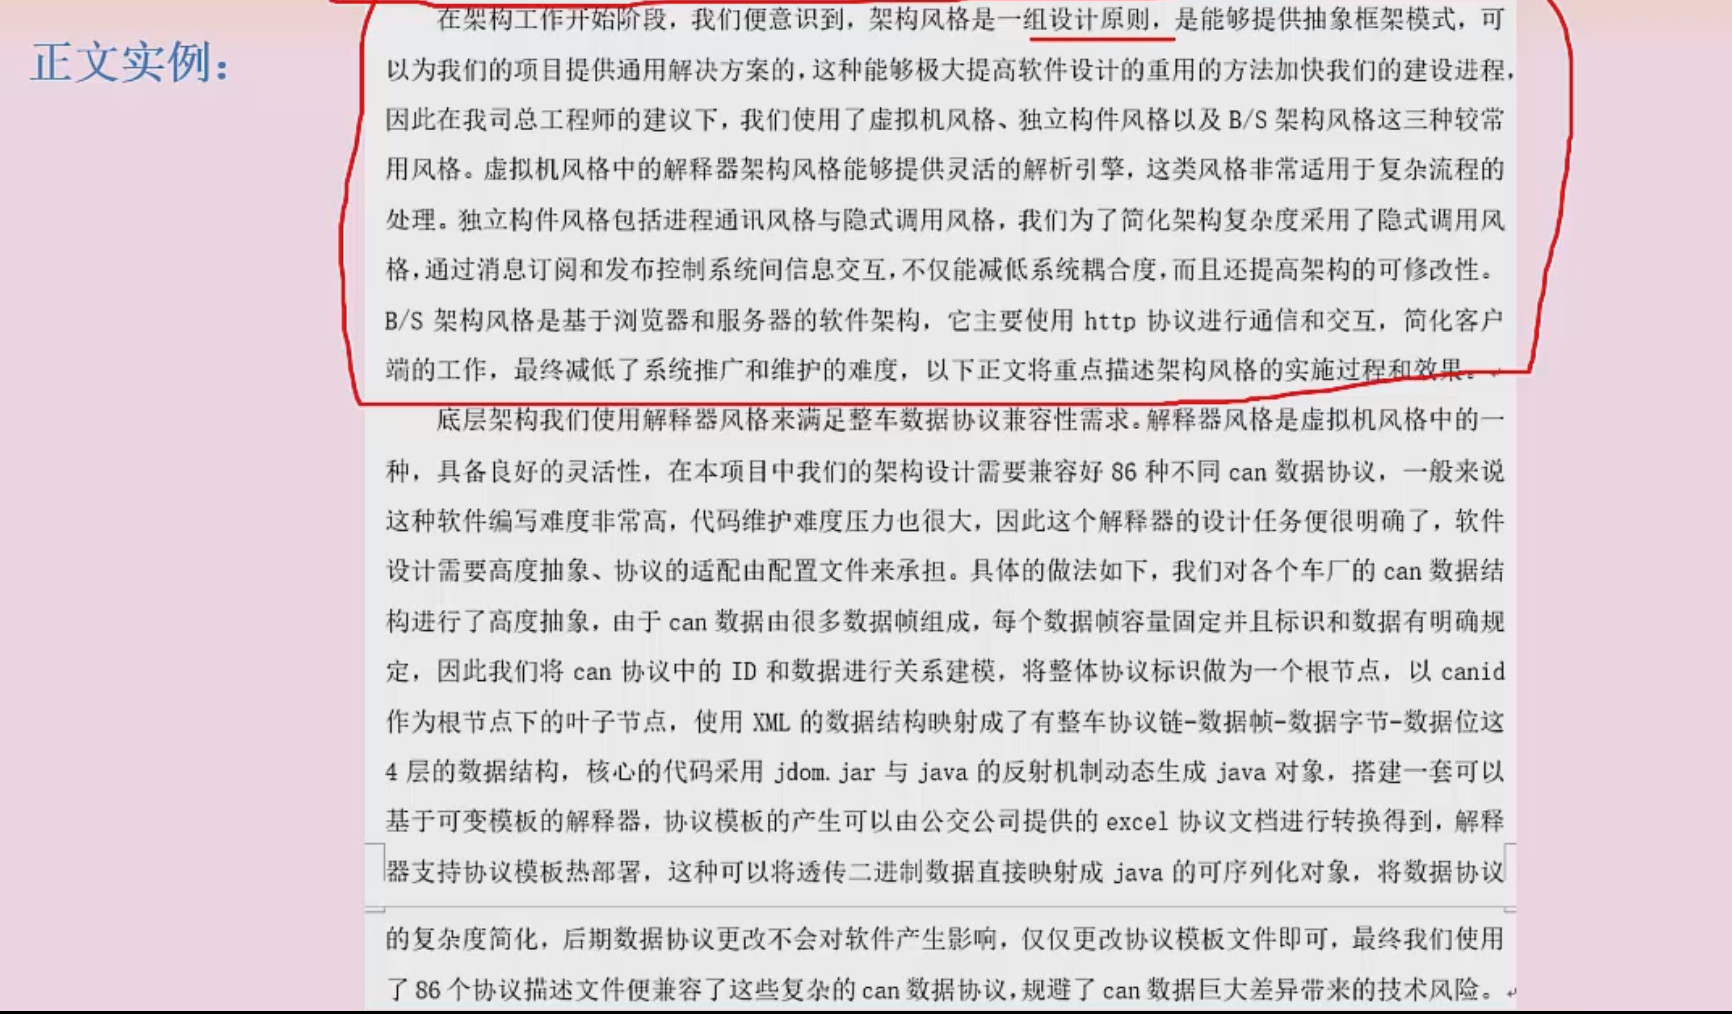 正文实例：
在架构工作开始阶段，我们便意识到，架构风格是一组设计原则，是能够提供抽象框架模式，可
以为我们的项目提供通用解决方案的，这种能够极大提高软件设计的重用的方法加快我们的建设进程，
因此在我司总工程师的建议下，我们使用了虚拟机风格、独立构件风格以及 B/S 架构风格这三种较常
用风格。虚拟机风格中的解释器架构风格能够提供灵活的解析引擎，这类风格非常适用于复杂流程的
处理。独立构件风格包括进程通讯风格与隐式调用风格，我们为了简化架构复杂度采用了隐式调用风
格，通过消息订阅和发布控制系统间信息交互，不仅能减低系统耦合度，而且还提高架构的可修改性。
B/S 架构风格是基于浏览器和服务器的软件架构，它主要使用 http 协议进行通信和交互，简化客户
端的工作，最终减低了系统推广和维护的难度，以下正文将重点描述架构风格的实施过程和效果。
底层架构我们使用解释器风格来满足整车数据协议兼容性需求。解释器风格是虚拟机风格中的一
种，具备良好的灵活性，在本项目中我们的架构设计需要兼容好 86 种不同 can 数据协议，一般来说
这种软件编写难度非常高，代码维护难度压力也很大，因此这个解释器的设计任务便很明确了，软件
设计需要高度抽象、协议的适配由配置文件来承担。具体的做法如下，我们对各个车厂的 can 数据结
构进行了高度抽象，由于 can 数据由很多数据帧组成，每个数据帧容量固定并且标识和数据有明确规
定，因此我们将 can 协议中的 ID 和数据进行关系建模，将整体协议标识做为一个根节点，以 canid
作为根节点下的叶子节点，使用 XML 的数据结构映射成了有整车协议链-数据帧-数据字节-数据位这
4 层的数据结构，核心的代码采用 jdom.jar 与 java 的反射机制动态生成 java 对象，搭建一套可以
基于可变模板的解释器，协议模板的产生可以由公交公司提供的 excel 协议文档进行转换得到，解释
器支持协议模板热部署，这种可以将透传二进制数据直接映射成 java 的可序列化对象，将数据协议
的复杂度简化，后期数据协议更改不会对软件产生影响，仅仅更改协议模板文件即可，最终我们使用
了 86 个协议描述文件便兼容了这些复杂的 can 数据协议，规避了 can 数据巨大差异带来的技术风险。